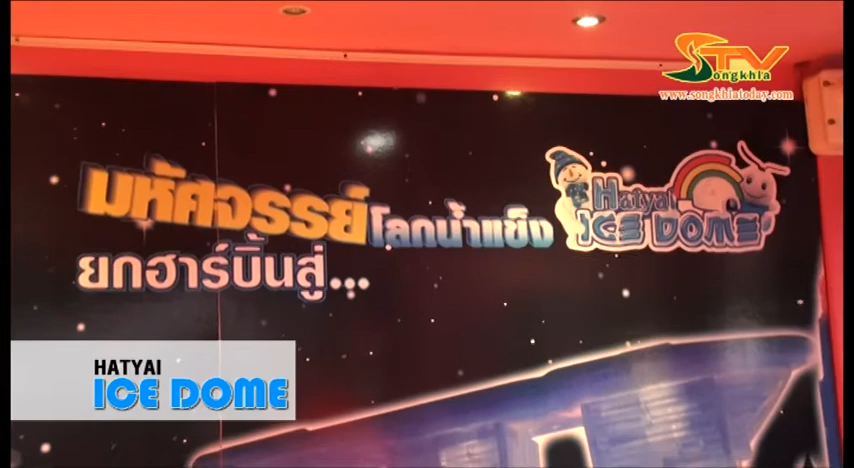 STV
Songkhla
www.songkhlatoday.com
มหัศจรรย์โลกน้ำแข็ง
Hatyai
ICE DOME
ยกฮาร์บิ้นสู่...
HATYAI
ICE DOME